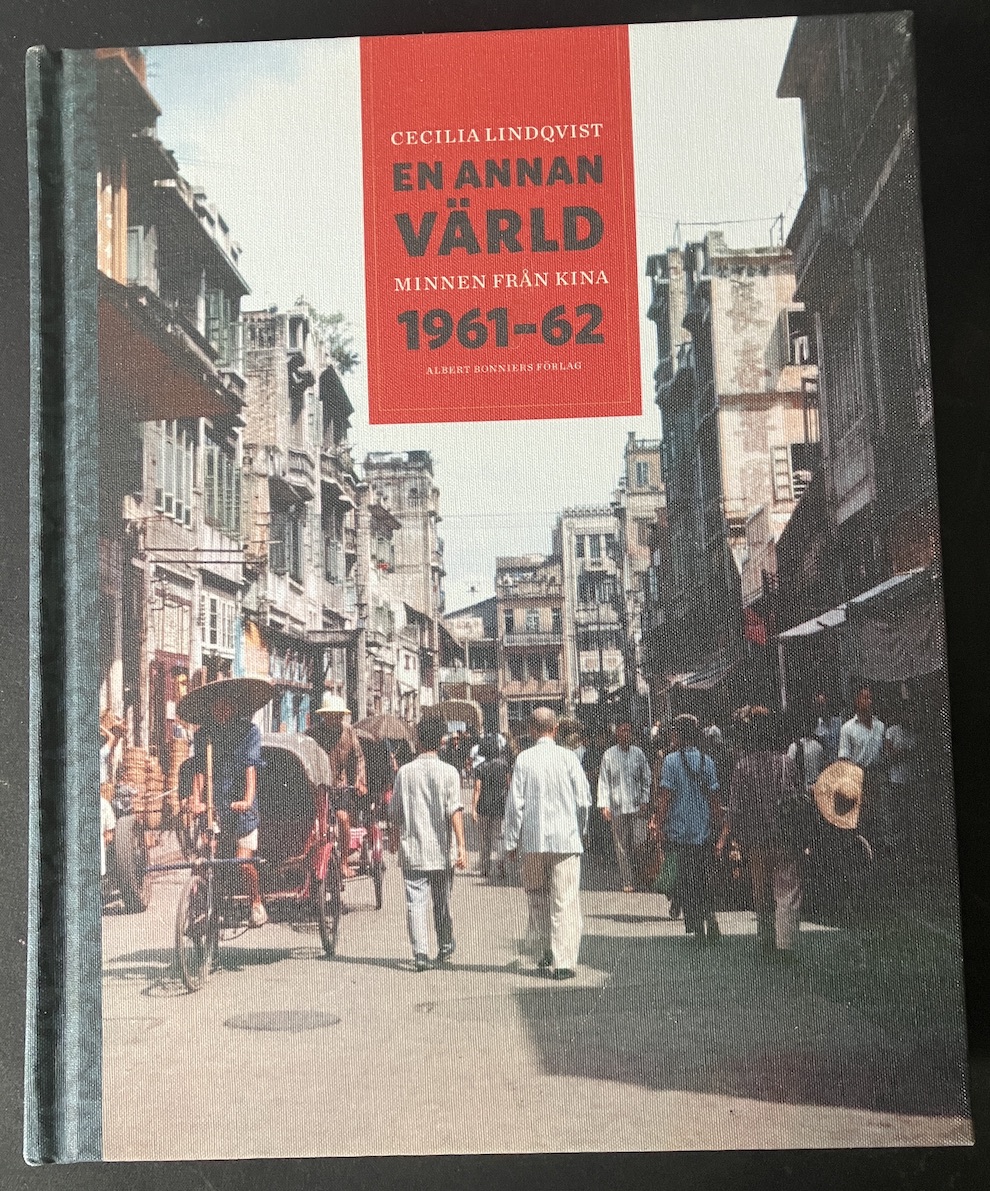 CECILIA LINDQVIST
EN ANNAN
VÄRLD
MINNEN FRÅN KINA
1961–62
ALBERT BONNIERS FÖRLAG